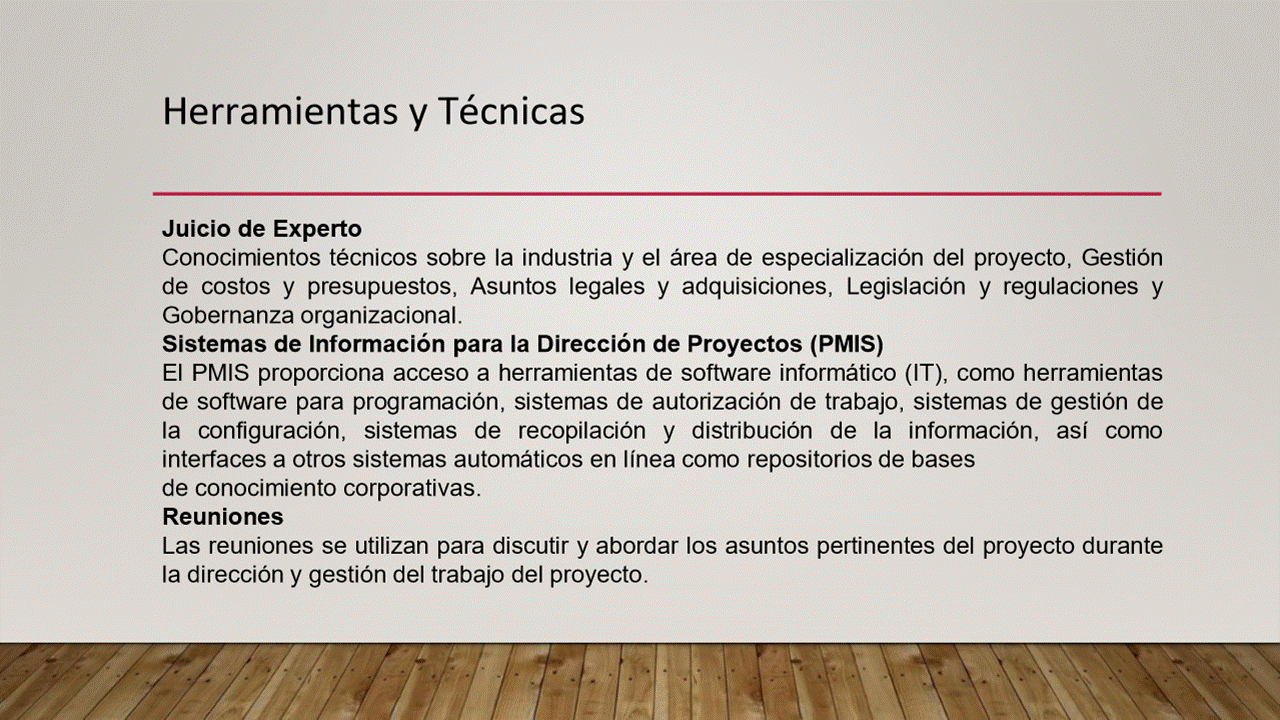 Herramientas y Técnicas
Juicio de Experto
Conocimientos técnicos sobre la industria y el área de especialización del proyecto, Gestión
de costos y presupuestos, Asuntos legales y adquisiciones, Legislación y regulaciones y
Gobernanza organizacional.
Sistemas de Información para la Dirección de Proyectos (PMIS)
El PMIS proporciona acceso a herramientas de software informático (IT), como herramientas
de software para programación, sistemas de autorización de trabajo, sistemas de gestión de
la configuración, sistemas de recopilación y distribución de la información, así como
interfaces a otros sistemas automáticos en línea como repositorios de bases
de conocimiento corporativas.
Reuniones
Las reuniones se utilizan para discutir y abordar los asuntos pertinentes del proyecto durante
la dirección y gestión del trabajo del proyecto.